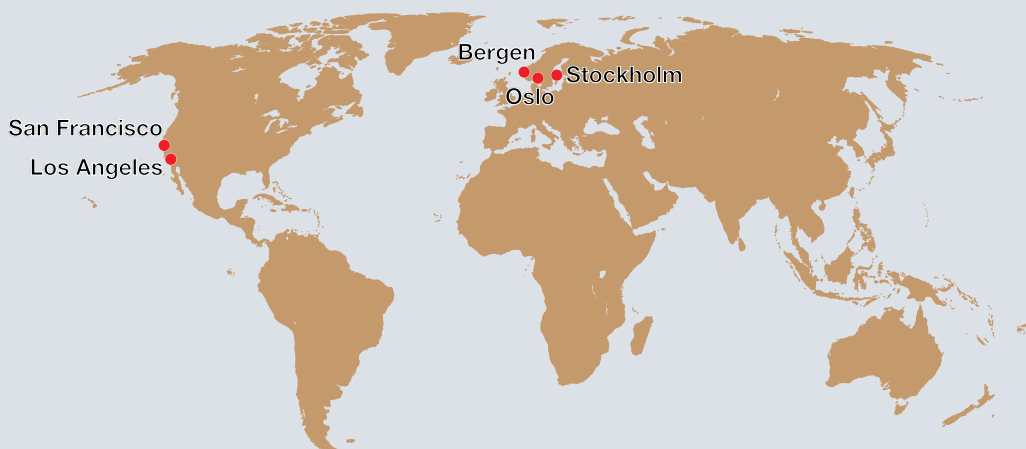 Bergen
Stockholm
Oslo
San Francisco
Los Angeles